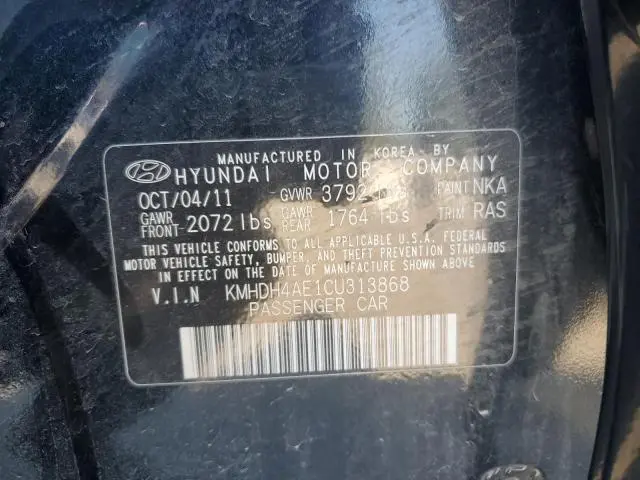 MANUFACTURED IN KOREA BY
HYUNDAI MOTOR COMPANY
OCT/04/11 GVWR 3792 PAINT NKA
GAWR FRONT-2072 lbs GAWR REAR 1764 lbs TRIM RAS
THIS VEHICLE CONFORMS TO ALL APPLICABLE U.S.A. FEDERAL
MOTOR VEHICLE SAFETY, BUMPER, AND THEFT PREVENTION STANDARDS
IN EFFECT ON THE DATE OF MANUFACTURE SHOWN ABOVE.
V.I.N KMHDH4AE1CU313868
PASSENGER CAR